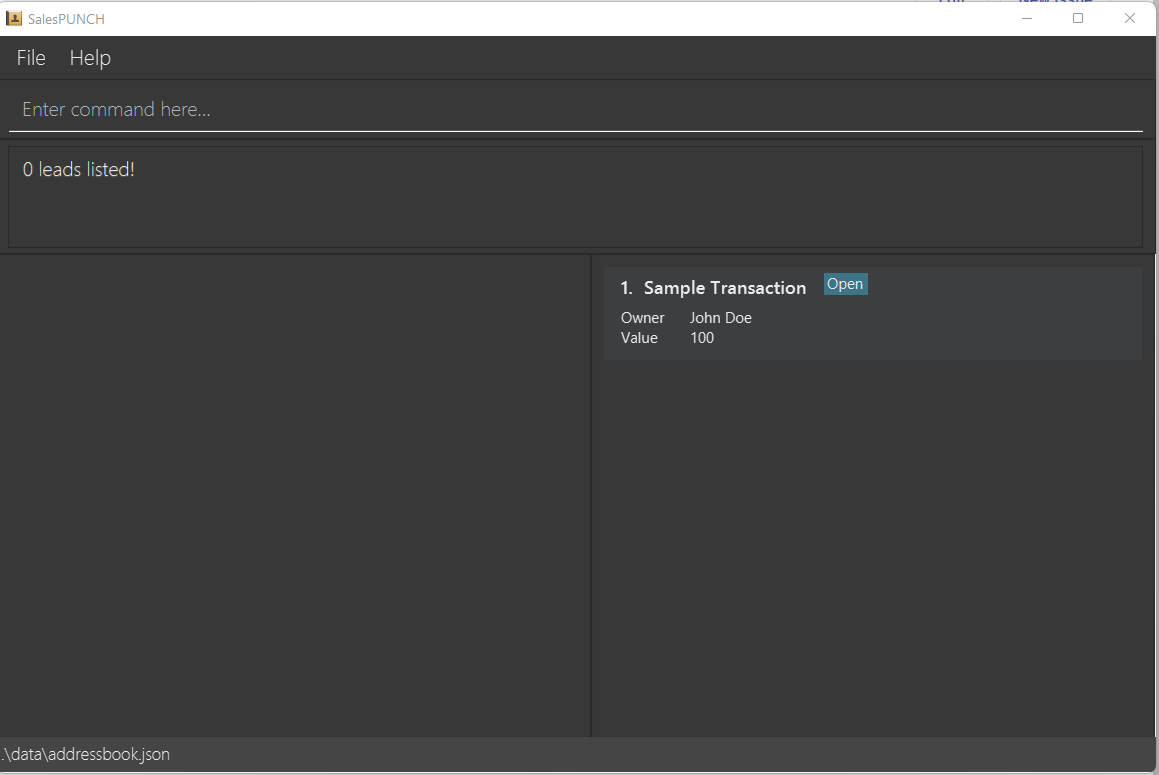 SalesPUNCH
File Help
Enter command here...
0 leads listed!
1. Sample Transaction Open
Owner John Doe
Value 100
.\data\addressbook.json